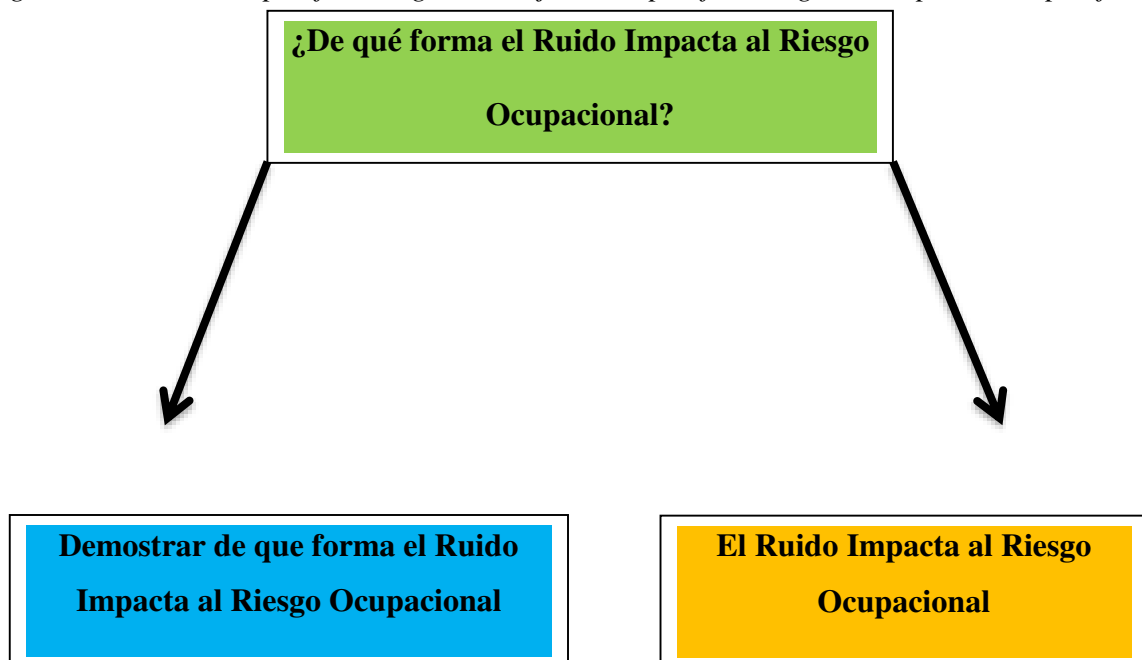 ¿De qué forma el Ruido Impacta al Riesgo
Ocupacional?
Demostrar de que forma el Ruido
Impacta al Riesgo Ocupacional
El Ruido Impacta al Riesgo
Ocupacional